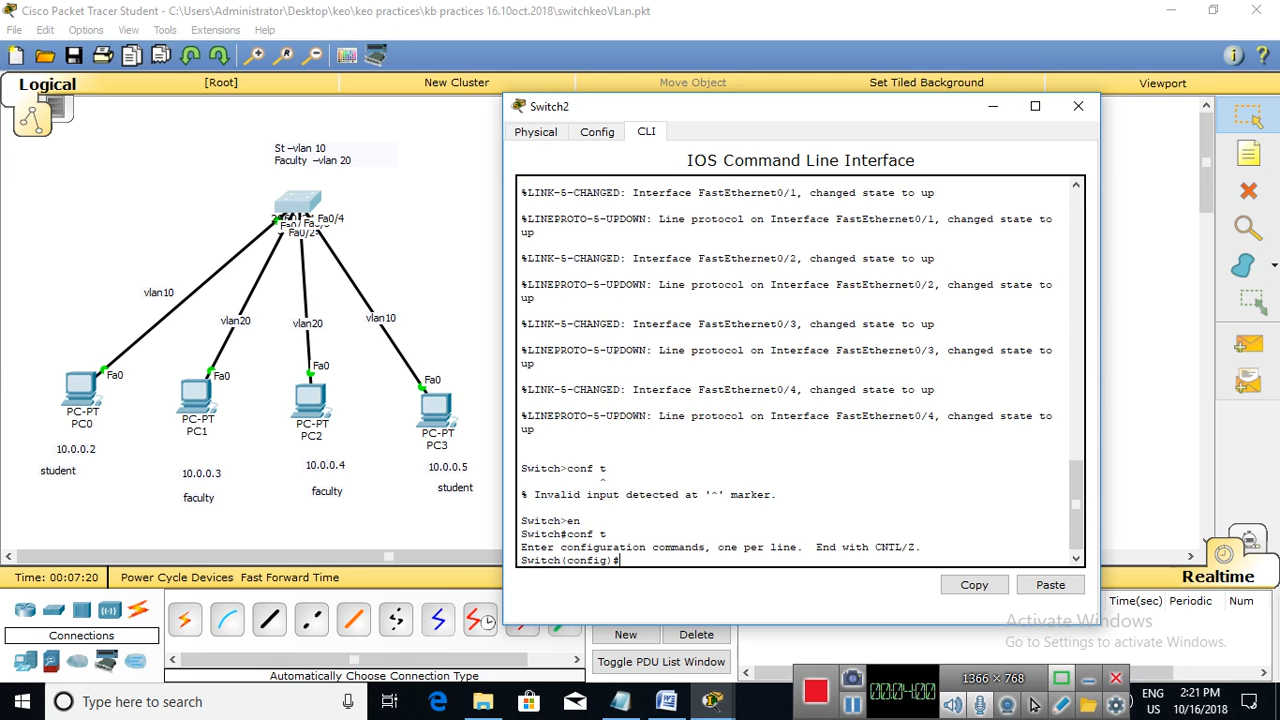 Cisco Packet Tracer Student - C:\Users\Administrator\Desktop\keo\keo practices\kb practices 16.10oct.2018\switchkeoVLan.pkt
File Edit Options View Tools Extensions Help
Logical
[Root]
New Cluster
Move Object
Set Tiled Background
Viewport
St –vlan 10
Faculty –vlan 20
Fa0/4
Fa0/2
vlan10
vlan20
vlan20
vlan10
Fa0
Fa0
Fa0
Fa0
PC-PT
PC0
PC-PT
PC1
PC-PT
PC2
PC-PT
PC3
10.0.0.2
10.0.0.3
10.0.0.4
10.0.0.5
student
faculty
faculty
student
Switch2
Physical Config CLI
IOS Command Line Interface
%LINK-5-CHANGED: Interface FastEthernet0/1, changed state to up
%LINEPROTO-5-UPDOWN: Line protocol on Interface FastEthernet0/1, changed state to
up
%LINK-5-CHANGED: Interface FastEthernet0/2, changed state to up
%LINEPROTO-5-UPDOWN: Line protocol on Interface FastEthernet0/2, changed state to
up
%LINK-5-CHANGED: Interface FastEthernet0/3, changed state to up
%LINEPROTO-5-UPDOWN: Line protocol on Interface FastEthernet0/3, changed state to
up
%LINK-5-CHANGED: Interface FastEthernet0/4, changed state to up
%LINEPROTO-5-UPDOWN: Line protocol on Interface FastEthernet0/4, changed state to
up
Switch>conf t
^
% Invalid input detected at '^' marker.
Switch>en
Switch#conf t
Enter configuration commands, one per line.  End with CNTL/Z.
Switch(config)#
Copy
Paste
Time: 00:07:20 Power Cycle Devices Fast Forward Time
Realtime
Connections
Automatically Choose Connection Type
New
Delete
Toggle PDU List Window
Time(sec) Periodic Num
Activate Windows
Go to Settings to activate Windows.
Type here to search
00:04:00
1366 × 768
ENG
US
2:21 PM
10/16/2018